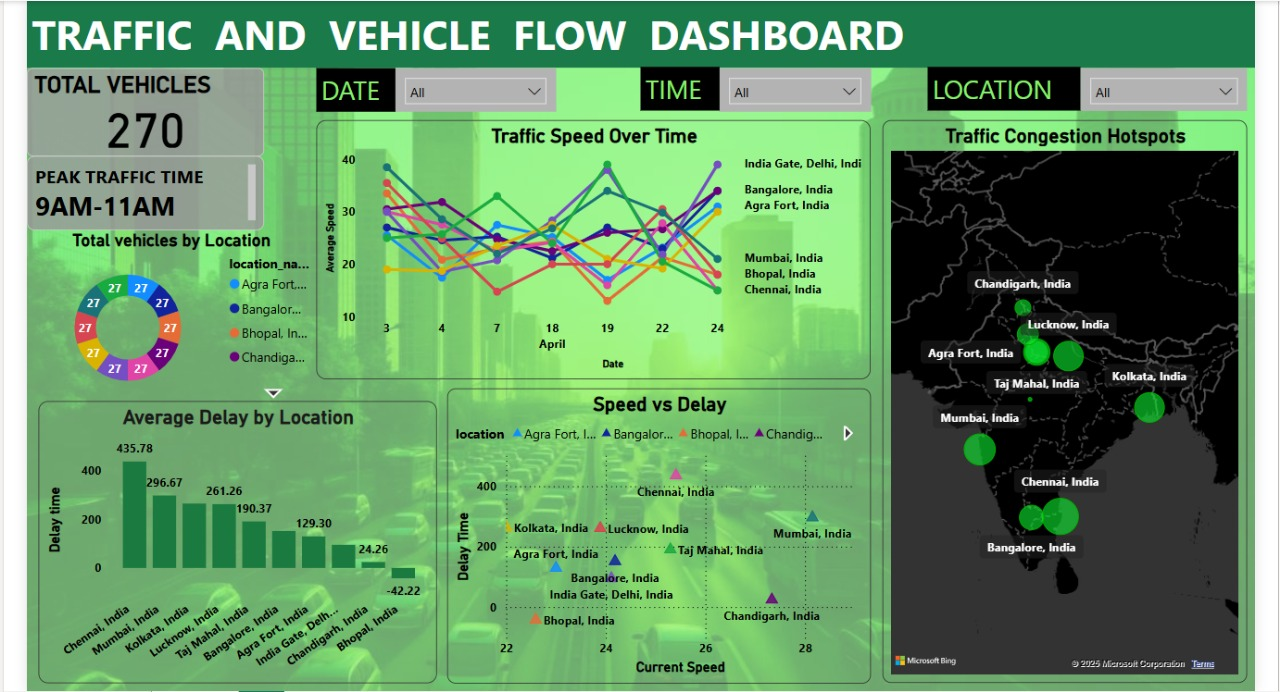 TRAFFIC AND VEHICLE FLOW DASHBOARD
TOTAL VEHICLES
270
PEAK TRAFFIC TIME
9AM-11AM
DATE
All
TIME
All
LOCATION
All
Total vehicles by Location
27
27
27
27
27
27
27
27
27
27
location_na...
Agra Fort,...
Bangalor...
Bhopal, In...
Chandiga...
Traffic Speed Over Time
Average Speed
40
30
20
10
3 4 7 18 19 22 24
April
Date
India Gate, Delhi, Indi
Bangalore, India
Agra Fort, India
Mumbai, India
Bhopal, India
Chennai, India
Traffic Congestion Hotspots
Chandigarh, India
Lucknow, India
Agra Fort, India
Taj Mahal, India
Kolkata, India
Mumbai, India
Chennai, India
Bangalore, India
Microsoft Bing
© 2025 Microsoft Corporation Terms
Average Delay by Location
Delay time
400
200
0
435.78
296.67
261.26
190.37
129.30
24.26
-42.22
Chennai, India
Mumbai, India
Kolkata, India
Lucknow, India
Taj Mahal, India
Bangalore, India
Agra Fort, India
India Gate, Delh...
Chandigarh, India
Bhopal, India
Speed vs Delay
location Agra Fort, I... Bangalor... Bhopal, I... Chandig...
Delay Time
400
200
0
Chennai, India
Kolkata, India
Lucknow, India
Mumbai, India
Agra Fort, India
Taj Mahal, India
Bangalore, India
India Gate, Delhi, India
Chandigarh, India
Bhopal, India
22 24 26 28
Current Speed